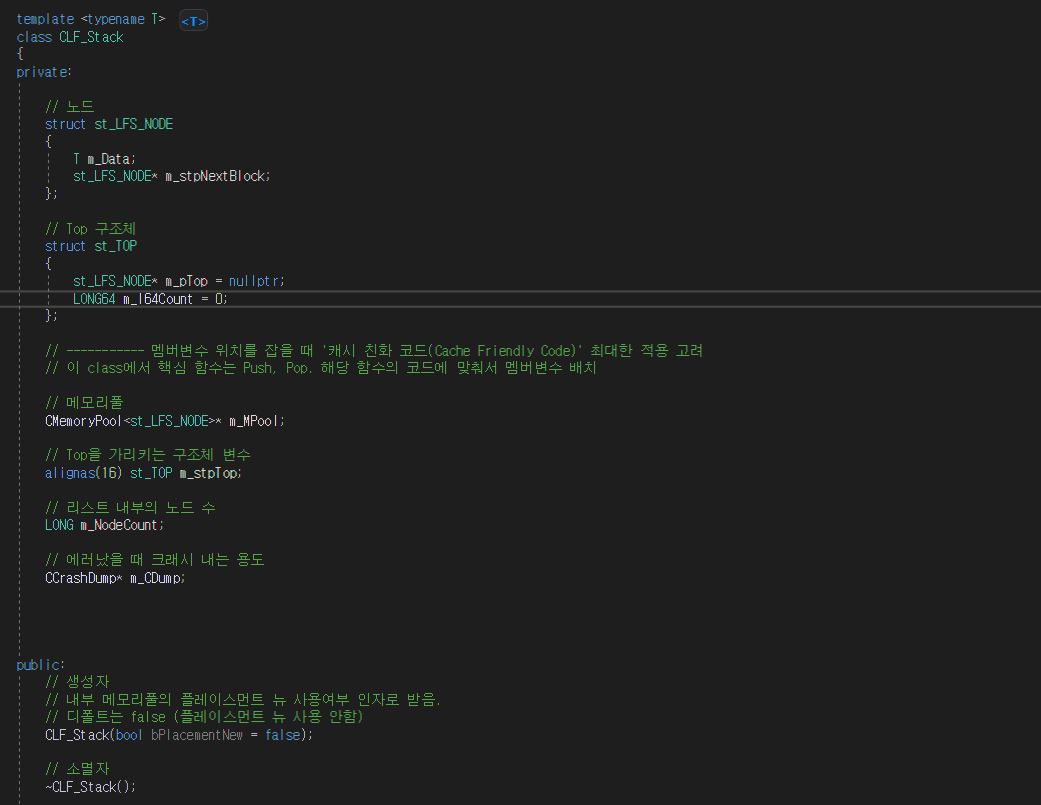 template <typename T> <T>
class CLF_Stack
{
private:
// 노드
struct st_LFS_NODE
{
T m_Data;
st_LFS_NODE* m_stpNextBlock;
};
// Top 구조체
struct st_TOP
{
st_LFS_NODE* m_pTop = nullptr;
LONG64 m_l64Count = 0;
};
// ----------- 멤버변수 위치를 잡을 때 '캐시 친화 코드(Cache Friendly Code)' 최대한 적용 고려
// 이 class에서 핵심 함수는 Push, Pop. 해당 함수의 코드에 맞춰서 멤버변수 배치
// 메모리풀
CMemoryPool<st_LFS_NODE>* m_MPool;
// Top을 가리키는 구조체 변수
alignas(16) st_TOP m_stpTop;
// 리스트 내부의 노드 수
LONG m_NodeCount;
// 에러났을 때 크래시 내는 용도
CCrashDump* m_CDump;
public:
// 생성자
// 내부 메모리풀의 플레이스먼트 뉴 사용여부 인자로 받음.
// 디폴트는 false (플레이스먼트 뉴 사용 안함)
CLF_Stack(bool bPlacementNew = false);
// 소멸자
~CLF_Stack();